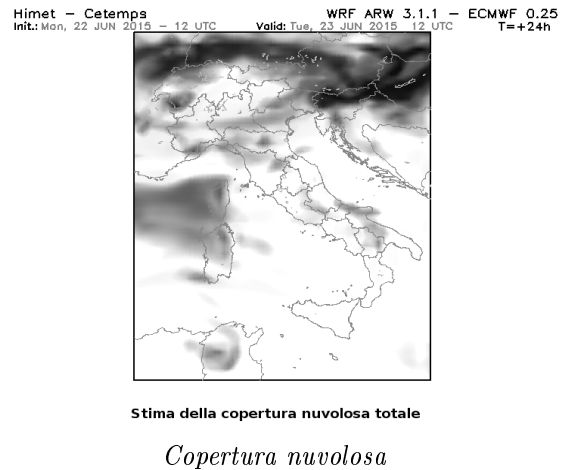 Himet – Cetemps WRF ARW 3.1.1 – ECMWF 0.25
Init.: Mon, 22 JUN 2015 – 12 UTC Valid: Tue, 23 JUN 2015 12 UTC T=+24h
Stima della copertura nuvolosa totale
Copertura nuvolosa